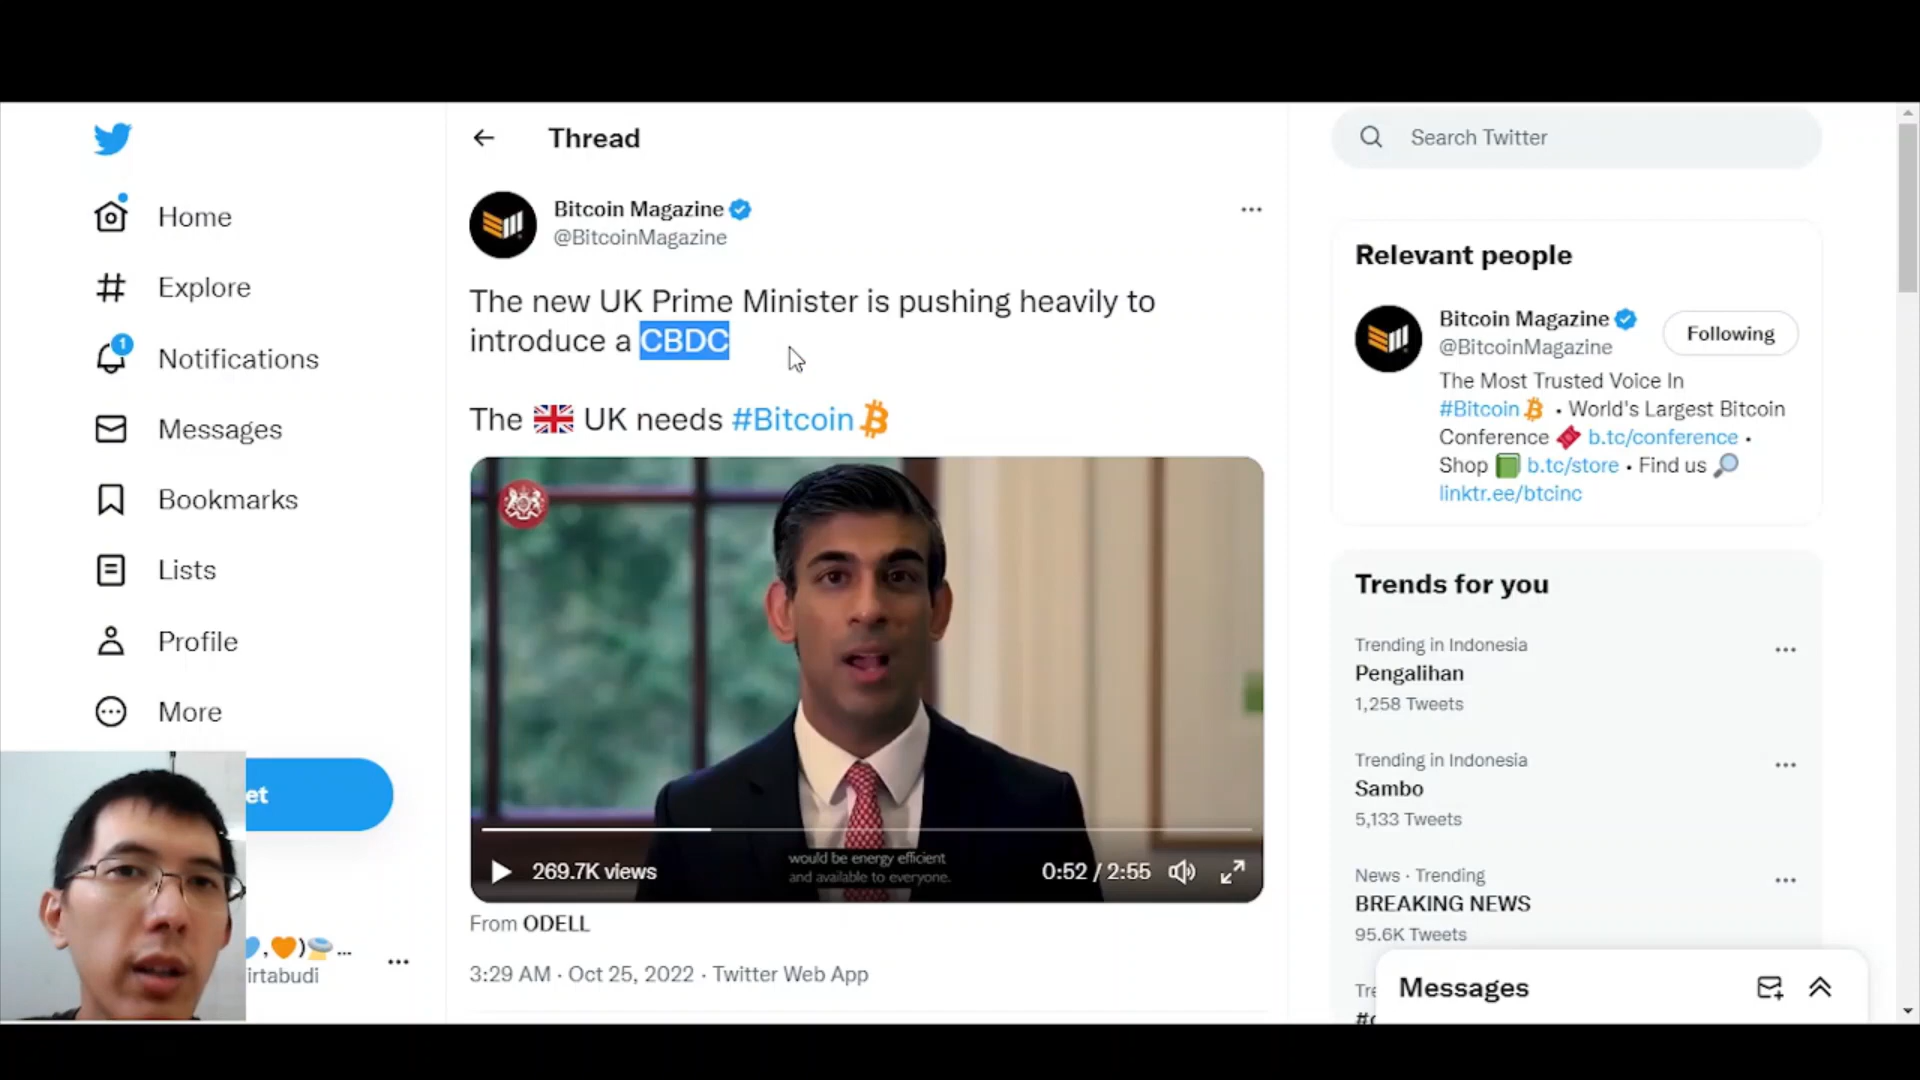 Thread
Search Twitter
Home
Explore
1
Notifications
Messages
Bookmarks
Lists
Profile
More
et
irtabudi
Bitcoin Magazine
@BitcoinMagazine
The new UK Prime Minister is pushing heavily to
introduce a CBDC
The 🇬🇧 UK needs #Bitcoin
would be energy efficient
and available to everyone.
269.7K views
0:52 / 2:55
From ODELL
3:29 AM · Oct 25, 2022 · Twitter Web App
Relevant people
Bitcoin Magazine
@BitcoinMagazine
Following
The Most Trusted Voice In
#Bitcoin • World's Largest Bitcoin
Conference 🎟️ b.tc/conference •
Shop 📗 b.tc/store • Find us 🔎
linktr.ee/btcinc
Trends for you
Trending in Indonesia
Pengalihan
1,258 Tweets
Trending in Indonesia
Sambo
5,133 Tweets
News · Trending
BREAKING NEWS
95.6K Tweets
Messages